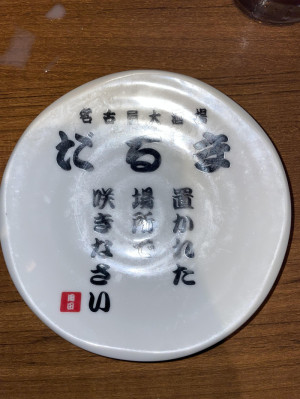 名古屋大酒場
だるま
置かれた
場所で
咲きなさい